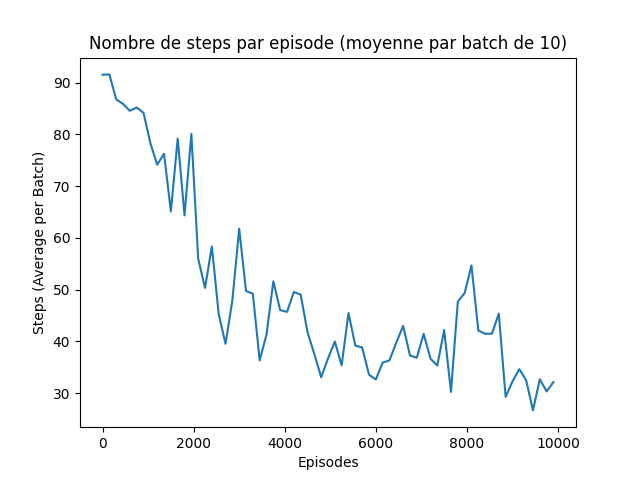 Nombre de steps par episode (moyenne par batch de 10)
90
80
70
60
50
40
30
Steps (Average per Batch)
0 2000 4000 6000 8000 10000
Episodes